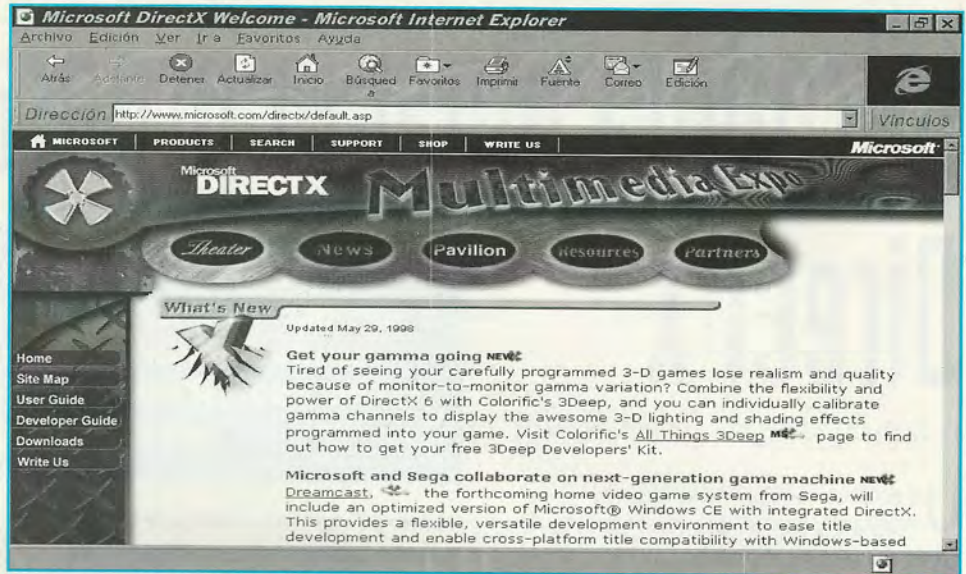 Microsoft DirectX Welcome - Microsoft Internet Explorer
Archivo Edición Ver Ir a Favoritos Ayuda
Atrás Adelante Detener Actualizar Inicio Búsqueda Favoritos Imprimir Fuente Correo Edición
Dirección http://www.microsoft.com/directx/default.asp Vínculos
MICROSOFT PRODUCTS SEARCH SUPPORT SHOP WRITE US Microsoft
Microsoft DIRECTX Multimedia Expo
Theater News Pavilion Resources Partners
What's New
Updated May 29, 1998
Home
Site Map
User Guide
Developer Guide
Downloads
Write Us
Get your gamma going NEW
Tired of seeing your carefully programmed 3-D games lose realism and quality
because of monitor-to-monitor gamma variation? Combine the flexibility and
power of DirectX 6 with Colorific's 3Deep, and you can individually calibrate
gamma channels to display the awesome 3-D lighting and shading effects
programmed into your game. Visit Colorific's All Things 3Deep page to find
out how to get your free 3Deep Developers' Kit.
Microsoft and Sega collaborate on next-generation game machine NEW
Dreamcast, the forthcoming home video game system from Sega, will
include an optimized version of Microsoft® Windows CE with integrated DirectX.
This provides a flexible, versatile development environment to ease title
development and enable cross-platform title compatibility with Windows-based